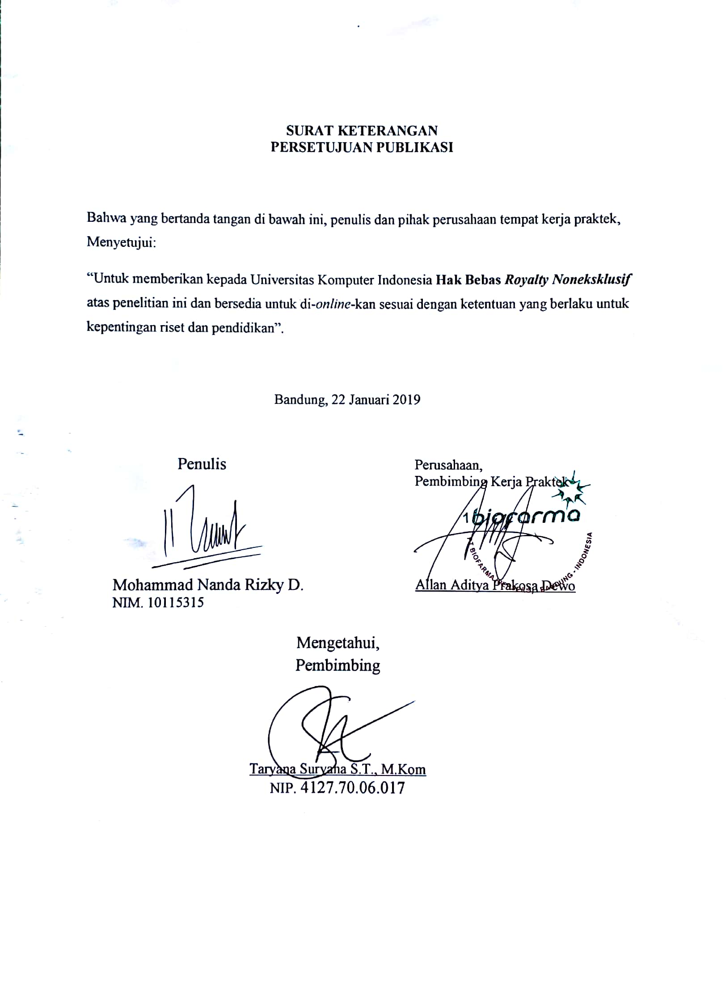 SURAT KETERANGAN
PERSETUJUAN PUBLIKASI
Bahwa yang bertanda tangan di bawah ini, penulis dan pihak perusahaan tempat kerja praktek,
Menyetujui:
“Untuk memberikan kepada Universitas Komputer Indonesia Hak Bebas Royalty Noneksklusif
atas penelitian ini dan bersedia untuk di-online-kan sesuai dengan ketentuan yang berlaku untuk
kepentingan riset dan pendidikan”.
Bandung, 22 Januari 2019
Penulis
Perusahaan,
Pembimbing Kerja Praktek
biofarma
PT BIOFARMA BANDUNG - INDONESIA
Mohammad Nanda Rizky D.
NIM. 10115315
Allan Aditya Prakosa Dewo
Mengetahui,
Pembimbing
Taryana Suryana S.T., M.Kom
NIP. 4127.70.06.017